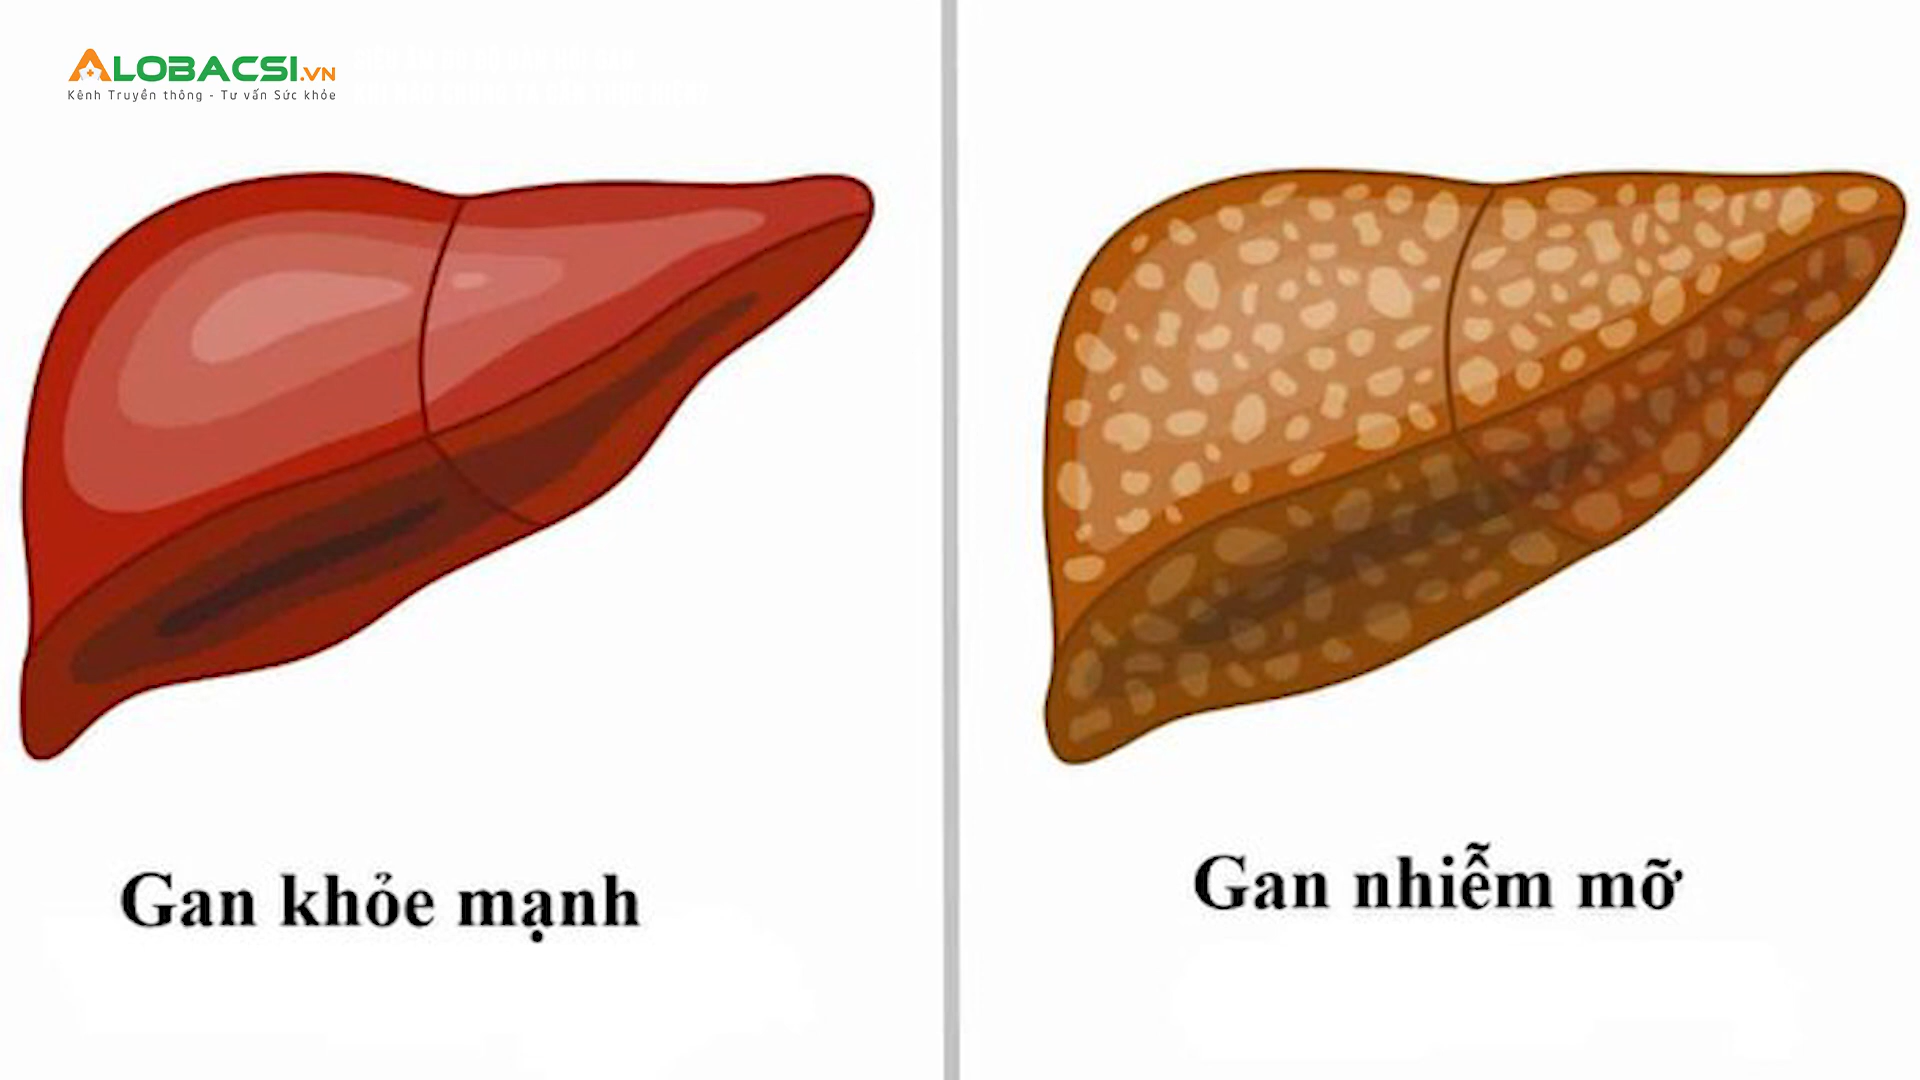 ALOBACSI.VN
Kênh Truyền thông - Tư vấn Sức khỏe
Gan khỏe mạnh
Gan nhiễm mỡ